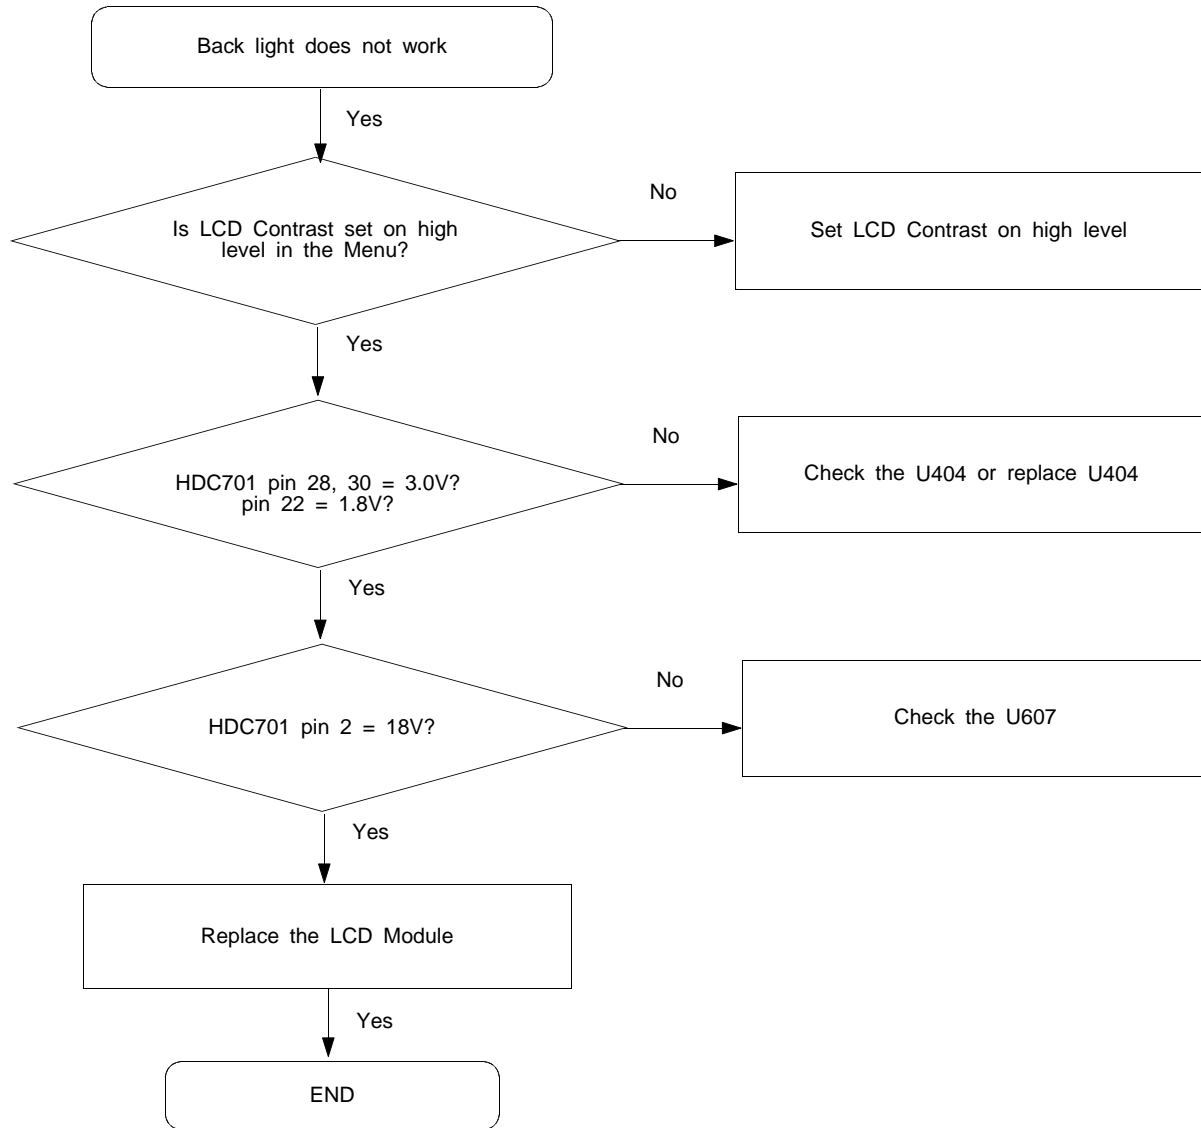 Back light does not work
Yes
Is LCD Contrast set on high
level in the Menu?
No
Set LCD Contrast on high level
Yes
HDC701 pin 28, 30 = 3.0V?
pin 22 = 1.8V?
No
Check the U404 or replace U404
Yes
HDC701 pin 2 = 18V?
No
Check the U607
Yes
Replace the LCD Module
Yes
END